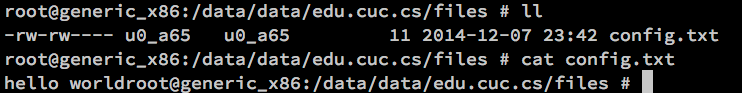 root@generic_x86:/data/data/edu.cuc.cs/files # ll
-rw-rw---- u0_a65   u0_a65         11 2014-12-07 23:42 config.txt
root@generic_x86:/data/data/edu.cuc.cs/files # cat config.txt
hello worldroot@generic_x86:/data/data/edu.cuc.cs/files #